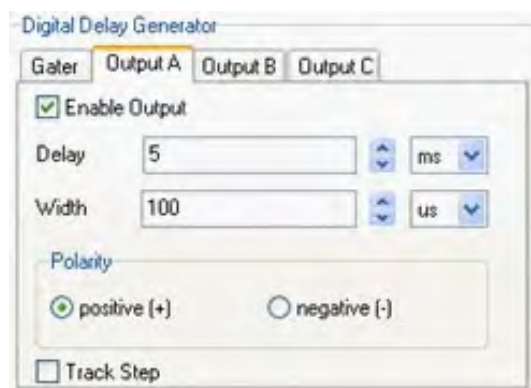 Digital Delay Generator
Gater Output A Output B Output C
Enable Output
Delay 5 ms
Width 100 us
Polarity
positive (+) negative (-)
Track Step